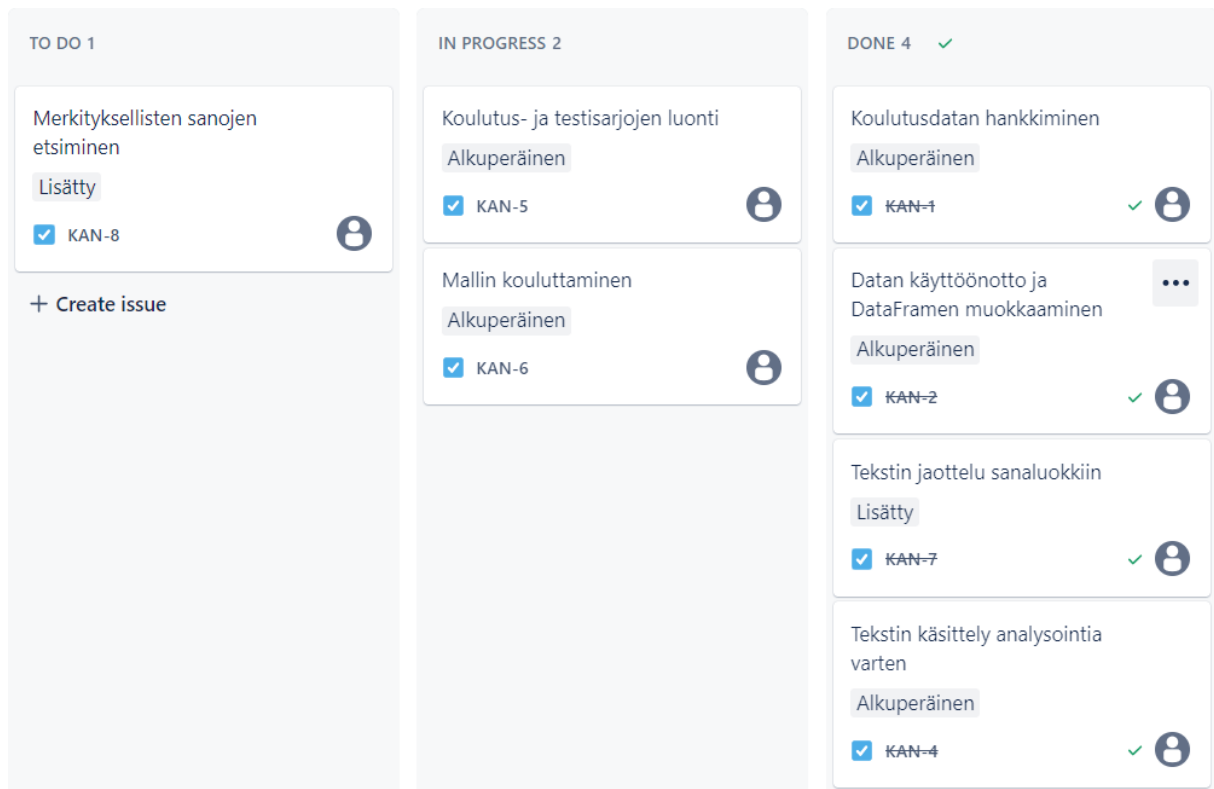 TO DO 1
Merkityksellisten sanojen
etsiminen
Lisätty
KAN-8
+ Create issue
IN PROGRESS 2
Koulutus- ja testisarjojen luonti
Alkuperäinen
KAN-5
Mallin kouluttaminen
Alkuperäinen
KAN-6
DONE 4
Koulutusdatan hankkiminen
Alkuperäinen
KAN-1
Datan käyttöönotto ja
DataFramen muokkaaminen
Alkuperäinen
KAN-2
Tekstin jaottelu sanaluokkiin
Lisätty
KAN-7
Tekstin käsittely analysointia
varten
Alkuperäinen
KAN-4